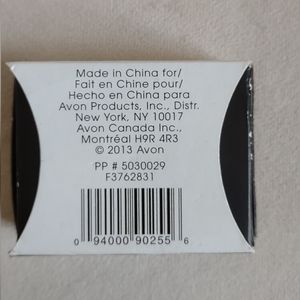 Made in China for/
Fait en Chine pour/
Hecho en China para
Avon Products, Inc., Distr.
New York, NY 10017
Avon Canada Inc.,
Montréal H9R 4R3
© 2013 Avon
PP # 5030029
F3762831
0 94000 90255 6